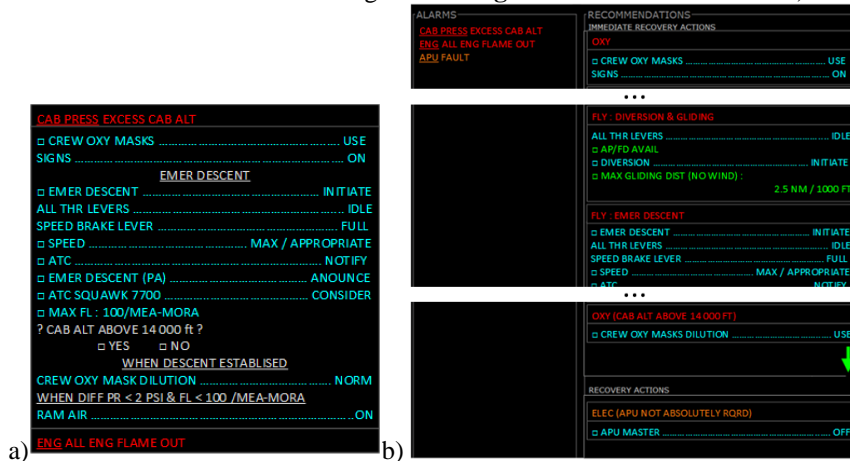 CAB PRESS EXCESS CAB ALT
□ CREW OXY MASKS ........ USE
SIGNS ........ ON
EMER DESCENT
□ EMER DESCENT ........ INITIATE
ALL THR LEVERS ........ IDLE
SPEED BRAKE LEVER ........ FULL
□ SPEED ........ MAX / APPROPRIATE
□ ATC ........ NOTIFY
□ EMER DESCENT (PA) ........ ANOUNCE
□ ATC SQUAWK 7700 ........ CONSIDER
□ MAX FL : 100/MEA-MORA
? CAB ALT ABOVE 14 000 ft ?
□ YES □ NO
WHEN DESCENT ESTABLISED
CREW OXY MASK DILUTION ........ NORM
WHEN DIFF PR < 2 PSI & FL < 100 /MEA-MORA
RAM AIR ........ ON
ENG ALL ENG FLAME OUT
a)
ALARMS
CAB PRESS EXCESS CAB ALT
ENG ALL ENG FLAME OUT
APU FAULT
RECOMMENDATIONS
IMMEDIATE RECOVERY ACTIONS
OXY
□ CREW OXY MASKS ........ USE
SIGNS ........ ON
...
FLY : DIVERSION & GLIDING
ALL THR LEVERS ........ IDLE
□ AP/FD AVAIL
□ DIVERSION ........ INITIATE
□ MAX GLIDING DIST (NO WIND) :
2.5 NM / 1000 FT
FLY : EMER DESCENT
□ EMER DESCENT ........ INITIATE
ALL THR LEVERS ........ IDLE
SPEED BRAKE LEVER ........ FULL
□ SPEED ........ MAX / APPROPRIATE
□ ATC ........ NOTIFY
...
OXY (CAB ALT ABOVE 14 000 FT)
□ CREW OXY MASKS DILUTION ........ USE
RECOVERY ACTIONS
ELEC (APU NOT ABSOLUTELY RQRD)
□ APU MASTER ........ OFF
b)